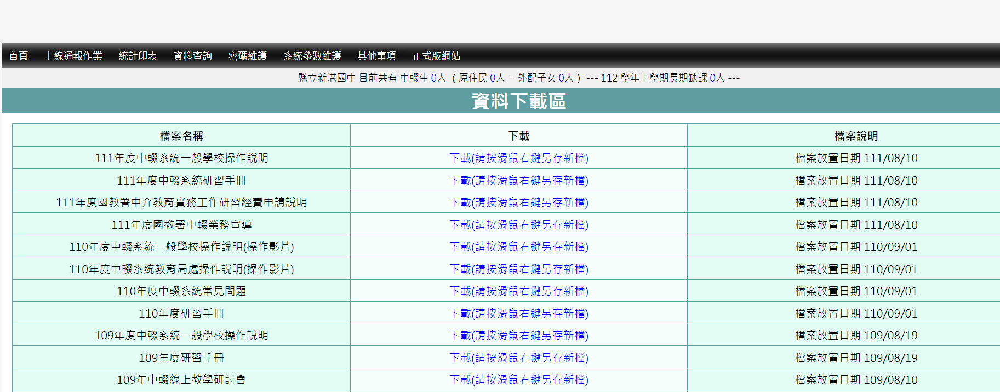 首頁 上線通報作業 統計印表 資料查詢 密碼維護 系統參數維護 其他事項 正式版網站
縣立新港國中 目前共有 中輟生 0人 ( 原住民 0人 、外配子女 0人 ) --- 112 學年上學期長期缺課 0人 ---
資料下載區
檔案名稱 下載 檔案說明
111年度中輟系統一般學校操作說明 下載(請按滑鼠右鍵另存新檔) 檔案放置日期 111/08/10
111年度中輟系統研習手冊 下載(請按滑鼠右鍵另存新檔) 檔案放置日期 111/08/10
111年度國教署中介教育實務工作研習經費申請說明 下載(請按滑鼠右鍵另存新檔) 檔案放置日期 111/08/10
111年度國教署中輟業務宣導 下載(請按滑鼠右鍵另存新檔) 檔案放置日期 111/08/10
110年度中輟系統一般學校操作說明(操作影片) 下載(請按滑鼠右鍵另存新檔) 檔案放置日期 110/09/01
110年度中輟系統教育局處操作說明(操作影片) 下載(請按滑鼠右鍵另存新檔) 檔案放置日期 110/09/01
110年度中輟系統常見問題 下載(請按滑鼠右鍵另存新檔) 檔案放置日期 110/09/01
110年度研習手冊 下載(請按滑鼠右鍵另存新檔) 檔案放置日期 110/09/01
109年度中輟系統一般學校操作說明 下載(請按滑鼠右鍵另存新檔) 檔案放置日期 109/08/19
109年度研習手冊 下載(請按滑鼠右鍵另存新檔) 檔案放置日期 109/08/19
109年中輟線上教學研討會 下載(請按滑鼠右鍵另存新檔) 檔案放置日期 109/08/10